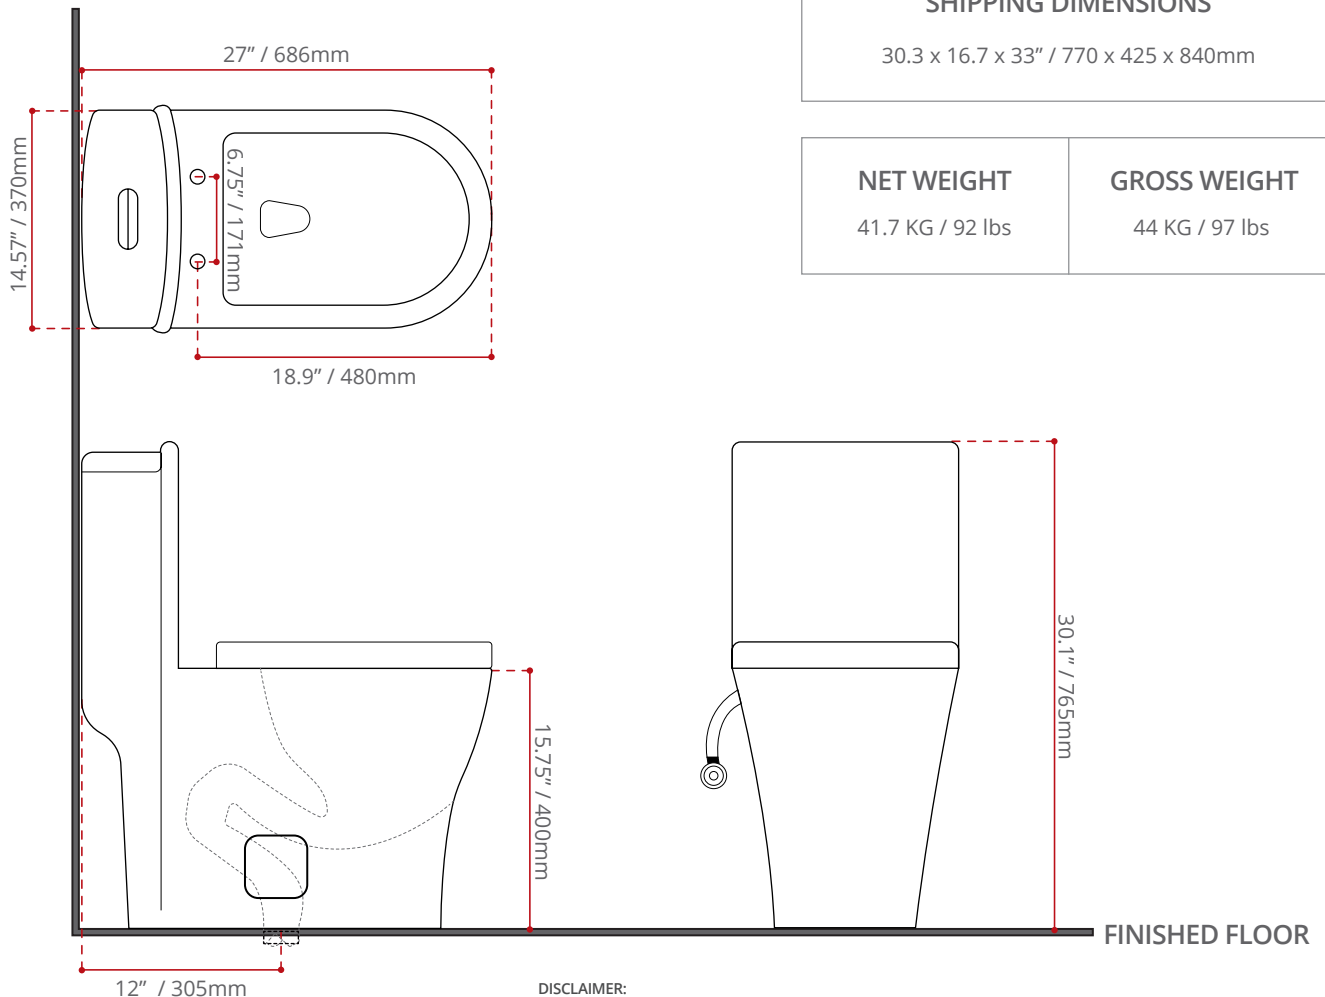 SHIPPING DIMENSIONS
30.3 x 16.7 x 33” / 770 x 425 x 840mm
NET WEIGHT
41.7 KG / 92 lbs
GROSS WEIGHT
44 KG / 97 lbs
27” / 686mm
14.57” / 370mm
6.75” / 171mm
18.9” / 480mm
15.75” / 400mm
30.1” / 765mm
FINISHED FLOOR
12” / 305mm
DISCLAIMER: